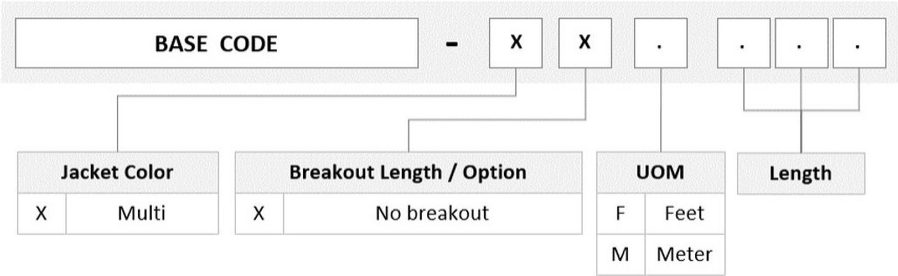 BASE CODE - X X . . . .
Jacket Color
X Multi
Breakout Length / Option
X No breakout
UOM
F Feet
M Meter
Length